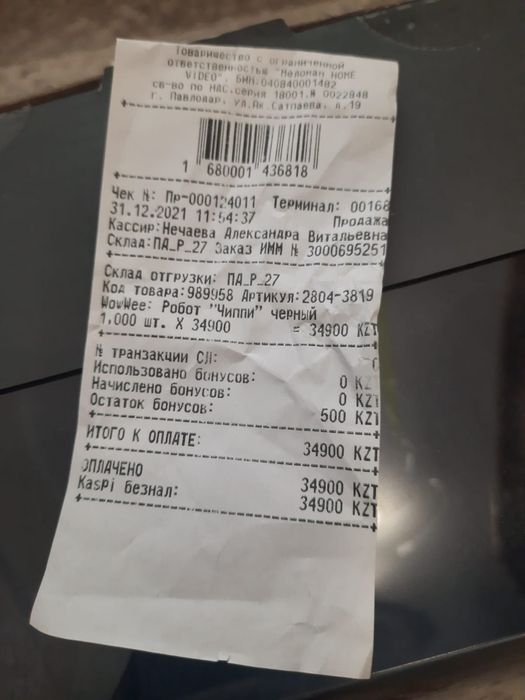 Товарищество с ограниченной
ответственностью "Меломан HOME
VIDEO", БИН.040840001482
св-во по НДС.серия 18001.№ 0022848
г. Павлодар, ул.Ак.Сатпаева, д.19
1 680001 436818
Чек №: Пр-000124011 Терминал: 00168
31.12.2021 11:54:37 Продажа
Кассир:Нечаева Александра Витальевна
Склад:ПА_Р_27 Заказ ИММ № 3000695251
Склад отгрузки: ПА_Р_27
Код товара:989958 Артикул:2804-3819
WowWee: Робот "Чиппи" черный
1,000 шт. X 34900 = 34900 KZT
№ транзакции СЛ: 0
Использовано бонусов: 0 KZ
Начислено бонусов: 0 KZT
Остаток бонусов: 500 KZT
ИТОГО К ОПЛАТЕ: 34900 KZT
ОПЛАЧЕНО 34900 KZT
Kaspi безнал: 34900 KZT